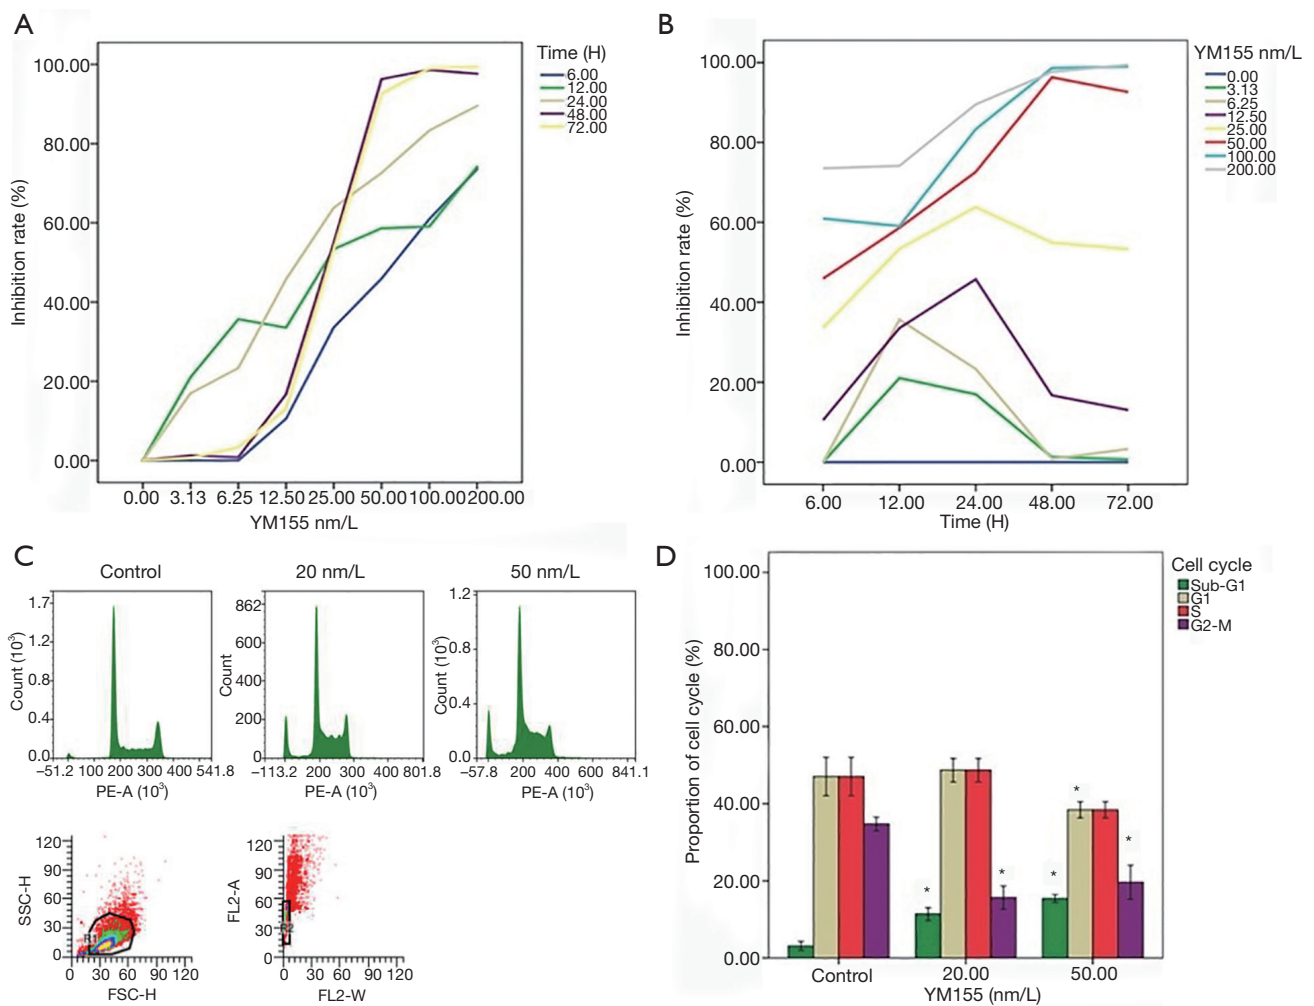 A
Time (H)
6.00
12.00
24.00
48.00
72.00
Inhibition rate (%)
100.00
80.00
60.00
40.00
20.00
0.00
0.00 3.13 6.25 12.50 25.00 50.00 100.00 200.00
YM155 nm/L
B
YM155 nm/L
0.00
3.13
6.25
12.50
25.00
50.00
100.00
200.00
Inhibition rate (%)
100.00
80.00
60.00
40.00
20.00
0.00
6.00 12.00 24.00 48.00 72.00
Time (H)
C
Control
Count (10³)
1.7
1.2
0.8
0.4
0.0
−51.2 100 200 300 400 541.8
PE-A (10³)
20 nm/L
Count
862
600
400
200
0
−113.2 200 300 400 801.8
PE-A (10³)
50 nm/L
Count (10³)
1.2
0.8
0.4
0.0
−57.8 200 400 600 841.1
PE-A (10³)
SSC-H
120
90
60
30
0
R1
0 30 60 90 120
FSC-H
FL2-A
120
90
60
30
0
R2
0 30 60 90 120
FL2-W
D
Cell cycle
Sub-G1
G1
S
G2-M
Proportion of cell cycle (%)
100.00
80.00
60.00
40.00
20.00
0.00
* * * * *
Control 20.00 50.00
YM155 (nm/L)